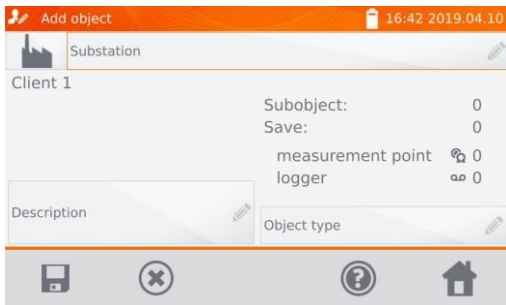 Add object
16:42 2019.04.10
Substation
Client 1
Subobject: 0
Save: 0
measurement point 0
logger 0
Description
Object type